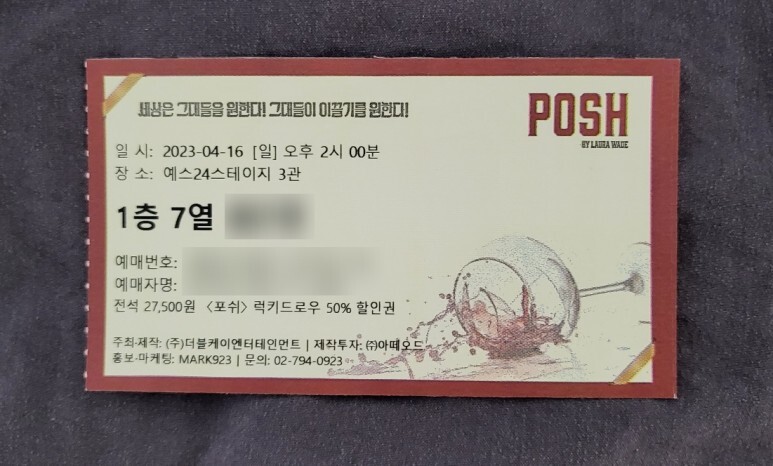 세상은 그대들을 원한다! 그대들이 이끌기를 원한다!
POSH
BY LAURA WADE
일 시: 2023-04-16 [일] 오후 2시 00분
장 소: 예스24스테이지 3관
1층 7열
예매번호:
예매자명:
전석 27,500원 〈포쉬〉 럭키드로우 50% 할인권
주최·제작: (주)더블케이엔터테인먼트 | 제작투자: ㈜아떼오드
홍보·마케팅: MARK923 | 문의: 02-794-0923